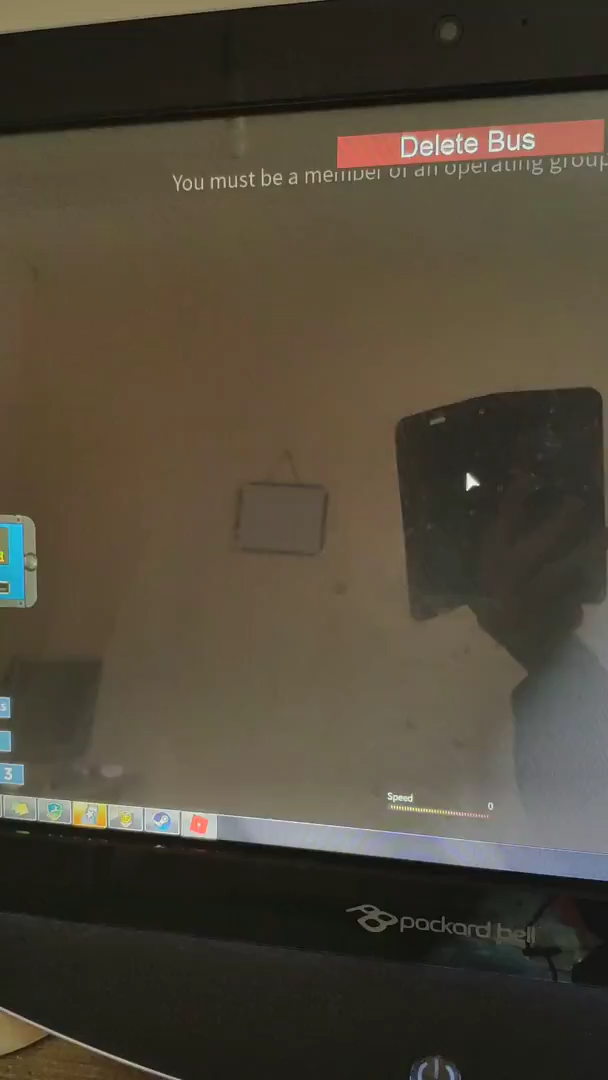 Delete Bus
You must be a member of an operating group
3
Speed
0
packard bell